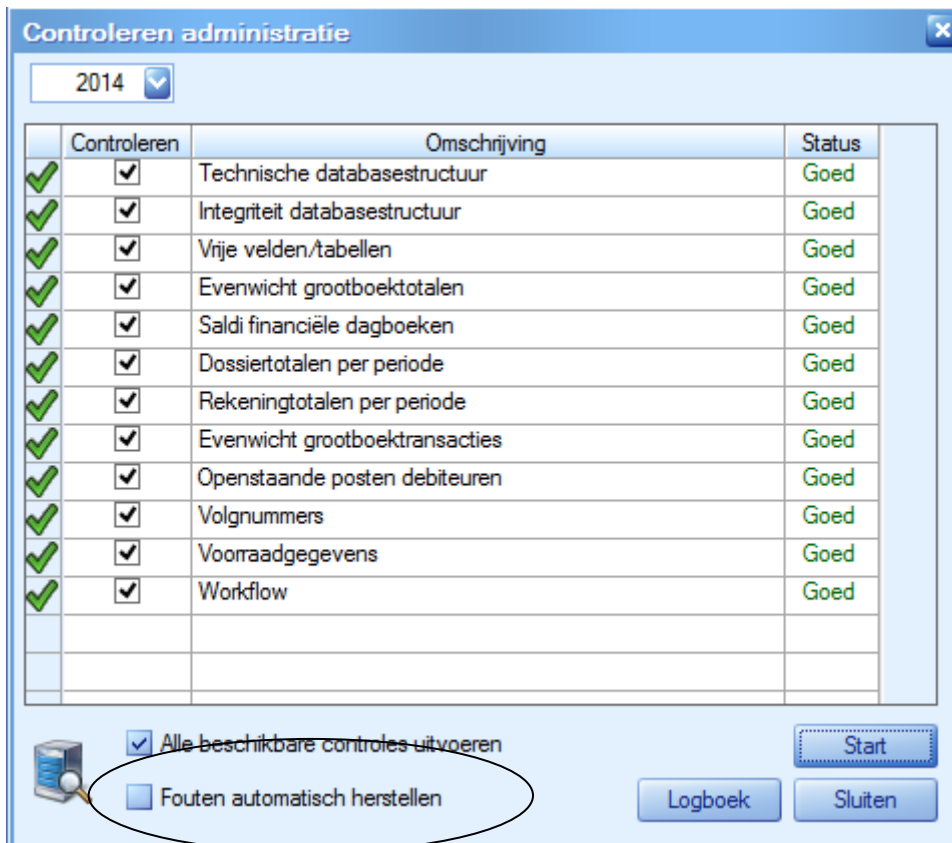 Controleren administratie
2014
Controleren Omschrijving Status
Technische databasestructuur Goed
Integriteit databasestructuur Goed
Vrije velden/tabellen Goed
Evenwicht grootboektotalen Goed
Saldi financiële dagboeken Goed
Dossiertotalen per periode Goed
Rekeningtotalen per periode Goed
Evenwicht grootboektransacties Goed
Openstaande posten debiteuren Goed
Volgnummers Goed
Voorraadgegevens Goed
Workflow Goed
Alle beschikbare controles uitvoeren Start
Fouten automatisch herstellen Logboek Sluiten